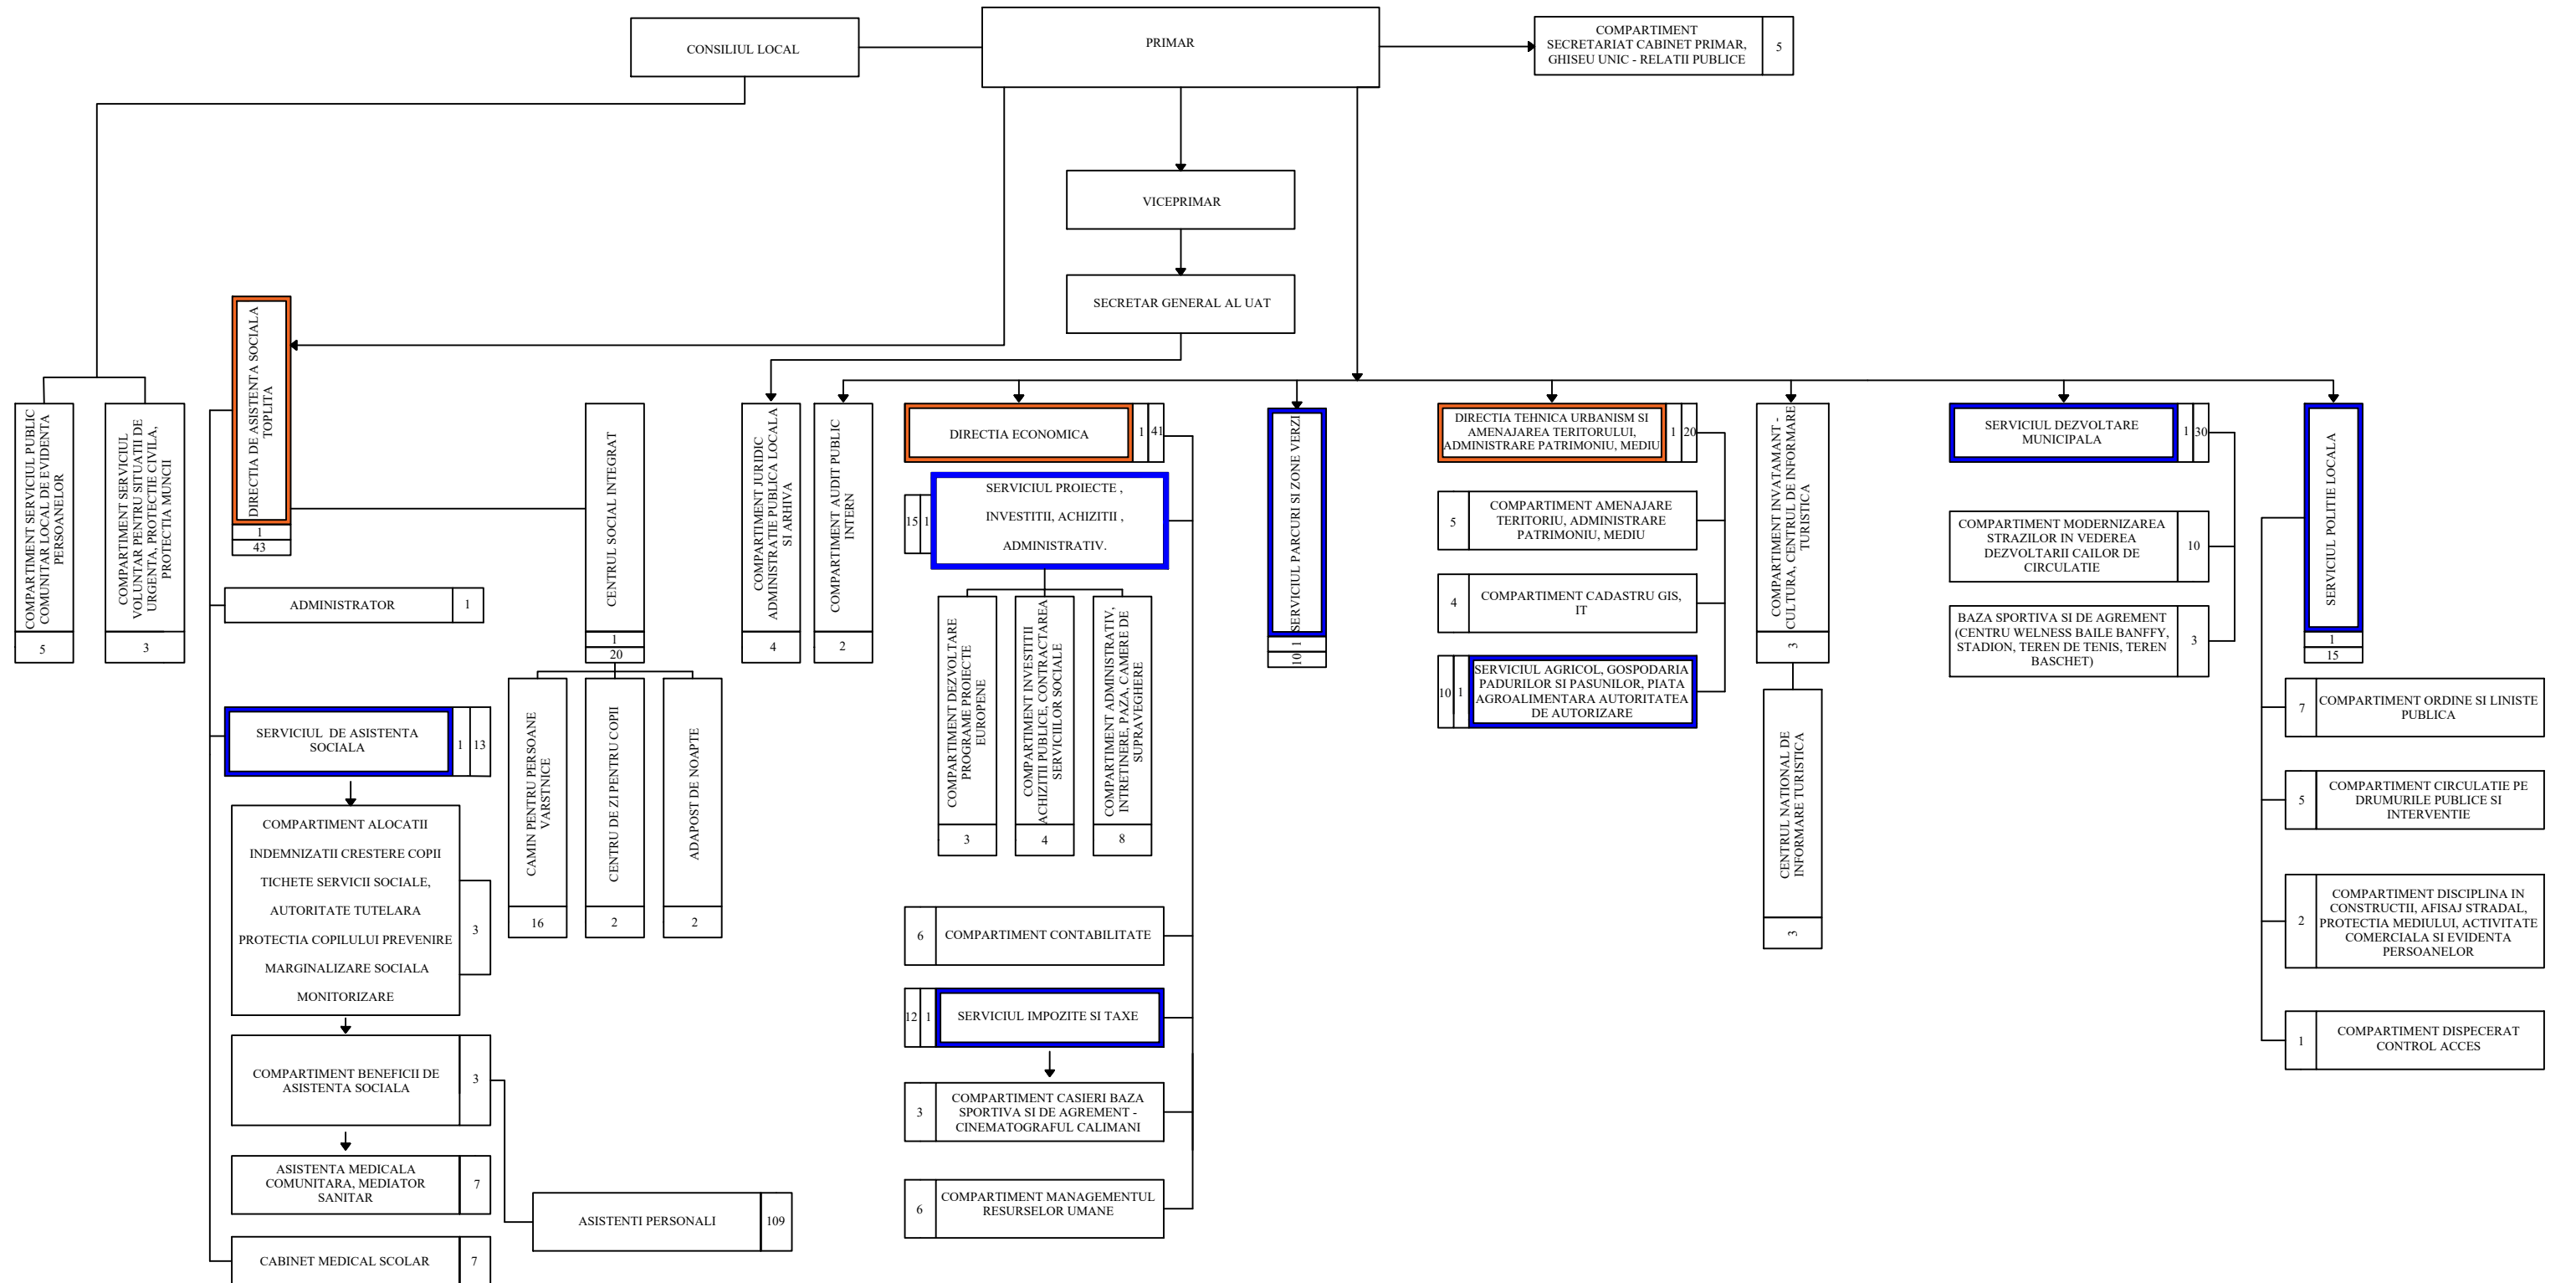 CONSILIUL LOCAL
PRIMAR
COMPARTIMENT
SECRETARIAT CABINET PRIMAR,
GHISEU UNIC - RELATII PUBLICE
5
VICEPRIMAR
SECRETAR GENERAL AL UAT
COMPARTIMENT SERVICIUL PUBLIC
COMUNITAR LOCAL DE EVIDENTA
PERSOANELOR
5
COMPARTIMENT SERVICIUL
VOLUNTAR PENTRU SITUATII DE
URGENTA, PROTECTIE CIVILA,
PROTECTIA MUNCII
3
DIRECTIA DE ASISTENTA SOCIALA
TOPLITA
1
43
ADMINISTRATOR
1
SERVICIUL DE ASISTENTA
SOCIALA
1
13
COMPARTIMENT ALOCATII
INDEMNIZATII CRESTERE COPII
TICHETE SERVICII SOCIALE,
AUTORITATE TUTELARA
PROTECTIA COPILULUI PREVENIRE
MARGINALIZARE SOCIALA
MONITORIZARE
3
COMPARTIMENT BENEFICII DE
ASISTENTA SOCIALA
3
ASISTENTA MEDICALA
COMUNITARA, MEDIATOR
SANITAR
7
CABINET MEDICAL SCOLAR
7
ASISTENTI PERSONALI
109
CENTRUL SOCIAL INTEGRAT
1
20
CAMIN PENTRU PERSOANE
VARSTNICE
16
CENTRU DE ZI PENTRU COPII
2
ADAPOST DE NOAPTE
2
COMPARTIMENT JURIDIC
ADMINISTRATIE PUBLICA LOCALA
SI ARHIVA
4
COMPARTIMENT AUDIT PUBLIC
INTERN
2
DIRECTIA ECONOMICA
1
41
15
1
SERVICIUL PROIECTE ,
INVESTITII, ACHIZITII ,
ADMINISTRATIV.
COMPARTIMENT DEZVOLTARE
PROGRAME PROIECTE
EUROPENE
3
COMPARTIMENT INVESTITII
ACHIZITII PUBLICE, CONTRACTAREA
SERVICIILOR SOCIALE
4
COMPARTIMENT ADMINISTRATIV,
INTRETINERE, PAZA, CAMERE DE
SUPRAVEGHERE
8
6
COMPARTIMENT CONTABILITATE
12
1
SERVICIUL IMPOZITE SI TAXE
3
COMPARTIMENT CASIERI BAZA
SPORTIVA SI DE AGREMENT -
CINEMATOGRAFUL CALIMANI
6
COMPARTIMENT MANAGEMENTUL
RESURSELOR UMANE
SERVICIUL PARCURI SI ZONE VERZI
1
10
DIRECTIA TEHNICA URBANISM SI
AMENAJAREA TERITORULUI,
ADMINISTRARE PATRIMONIU, MEDIU
1
20
5
COMPARTIMENT AMENAJARE
TERITORIU, ADMINISTRARE
PATRIMONIU, MEDIU
4
COMPARTIMENT CADASTRU GIS,
IT
10
1
SERVICIUL AGRICOL, GOSPODARIA
PADURILOR SI PASUNILOR, PIATA
AGROALIMENTARA AUTORITATEA
DE AUTORIZARE
COMPARTIMENT INVATAMANT -
CULTURA, CENTRUL DE INFORMARE
TURISTICA
3
CENTRUL NATIONAL DE
INFORMARE TURISTICA
3
SERVICIUL DEZVOLTARE
MUNICIPALA
1
30
COMPARTIMENT MODERNIZAREA
STRAZILOR IN VEDEREA
DEZVOLTARII CAILOR DE
CIRCULATIE
10
BAZA SPORTIVA SI DE AGREMENT
(CENTRU WELNESS BAILE BANFFY,
STADION, TEREN DE TENIS, TEREN
BASCHET)
3
SERVICIUL POLITIE LOCALA
1
15
7
COMPARTIMENT ORDINE SI LINISTE
PUBLICA
5
COMPARTIMENT CIRCULATIE PE
DRUMURILE PUBLICE SI
INTERVENTIE
2
COMPARTIMENT DISCIPLINA IN
CONSTRUCTII, AFISAJ STRADAL,
PROTECTIA MEDIULUI, ACTIVITATE
COMERCIALA SI EVIDENTA
PERSOANELOR
1
COMPARTIMENT DISPECERAT
CONTROL ACCES